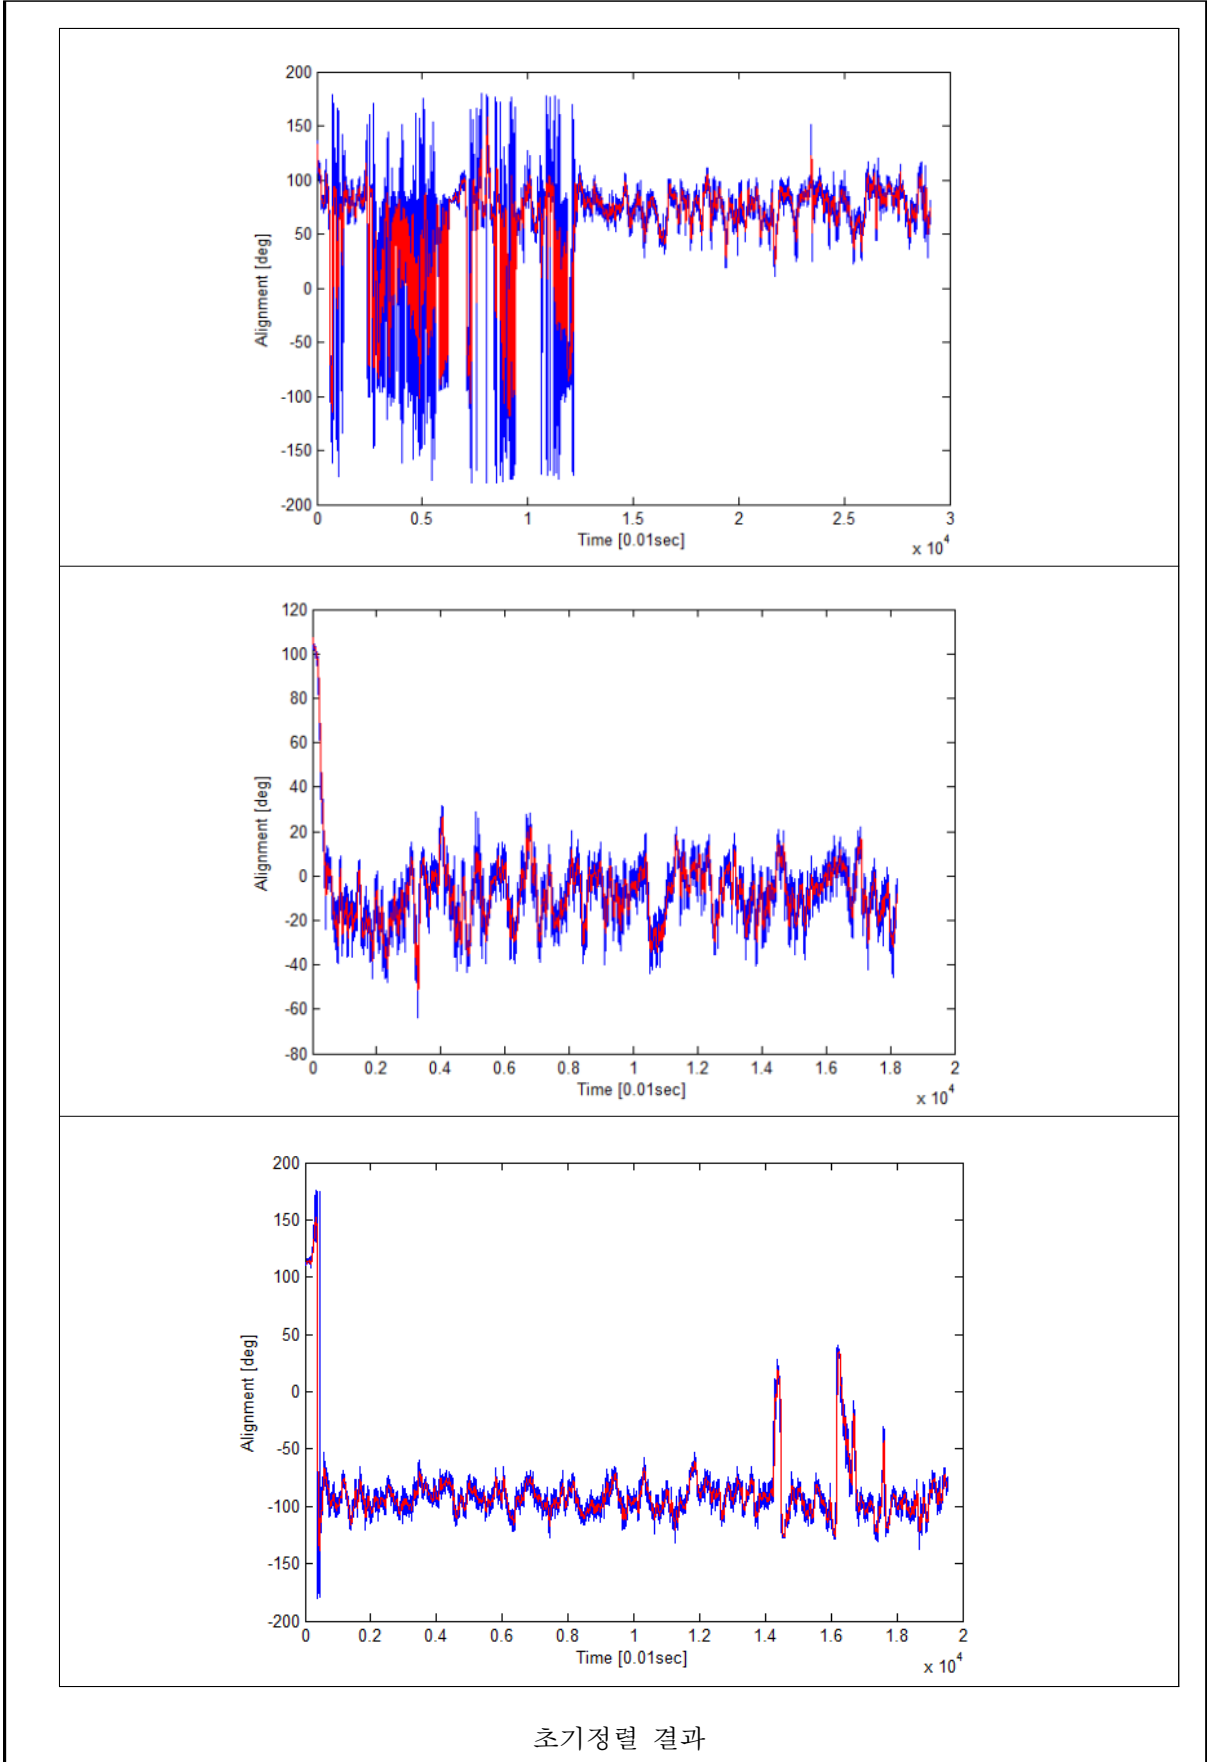 200
150
100
50
0
-50
-100
-150
-200
Alignment [deg]
0 0.5 1 1.5 2 2.5 3
Time [0.01sec]
x 10^4
120
100
80
60
40
20
0
-20
-40
-60
-80
Alignment [deg]
0 0.2 0.4 0.6 0.8 1 1.2 1.4 1.6 1.8 2
Time [0.01sec]
x 10^4
200
150
100
50
0
-50
-100
-150
-200
Alignment [deg]
0 0.2 0.4 0.6 0.8 1 1.2 1.4 1.6 1.8 2
Time [0.01sec]
x 10^4
초기정렬 결과